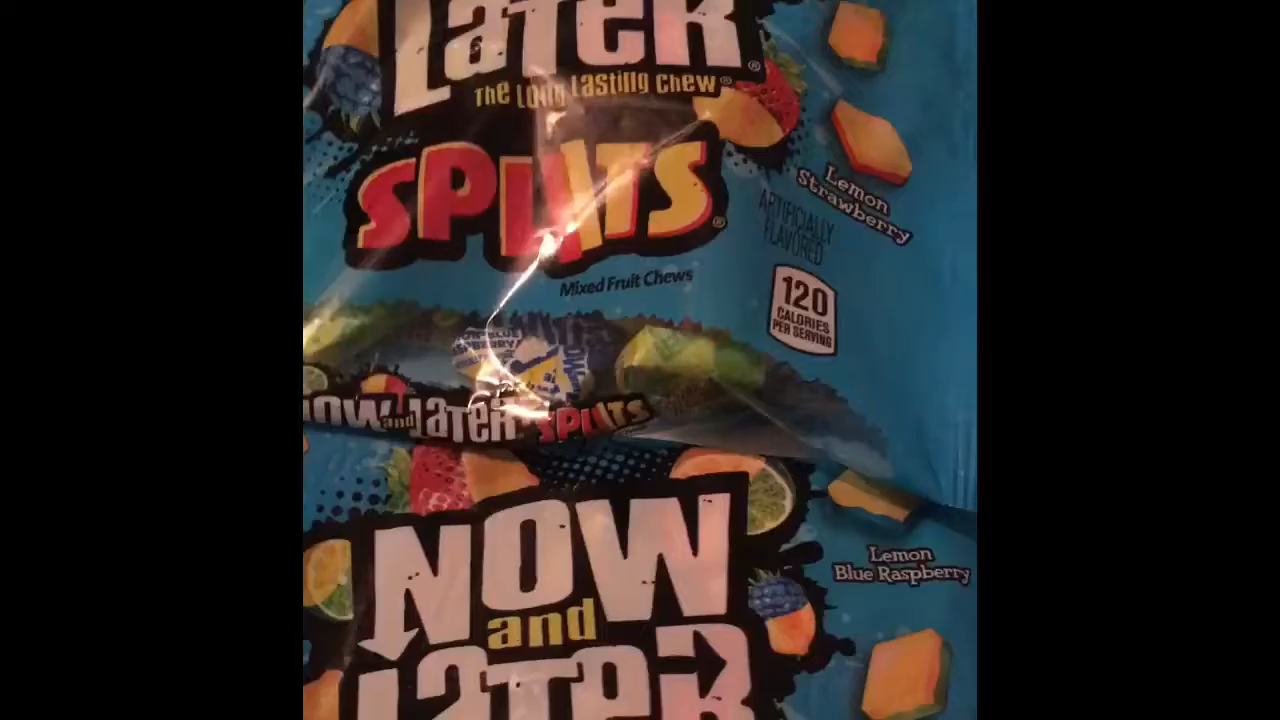 LATER®
The Long Lasting Chew®
SPLITS®
Lemon
Strawberry
ARTIFICIALLY
FLAVORED
Mixed Fruit Chews
120
CALORIES
PER SERVING
NOW and LATER SPLITS
NOW
and
LATER
Lemon
Blue Raspberry